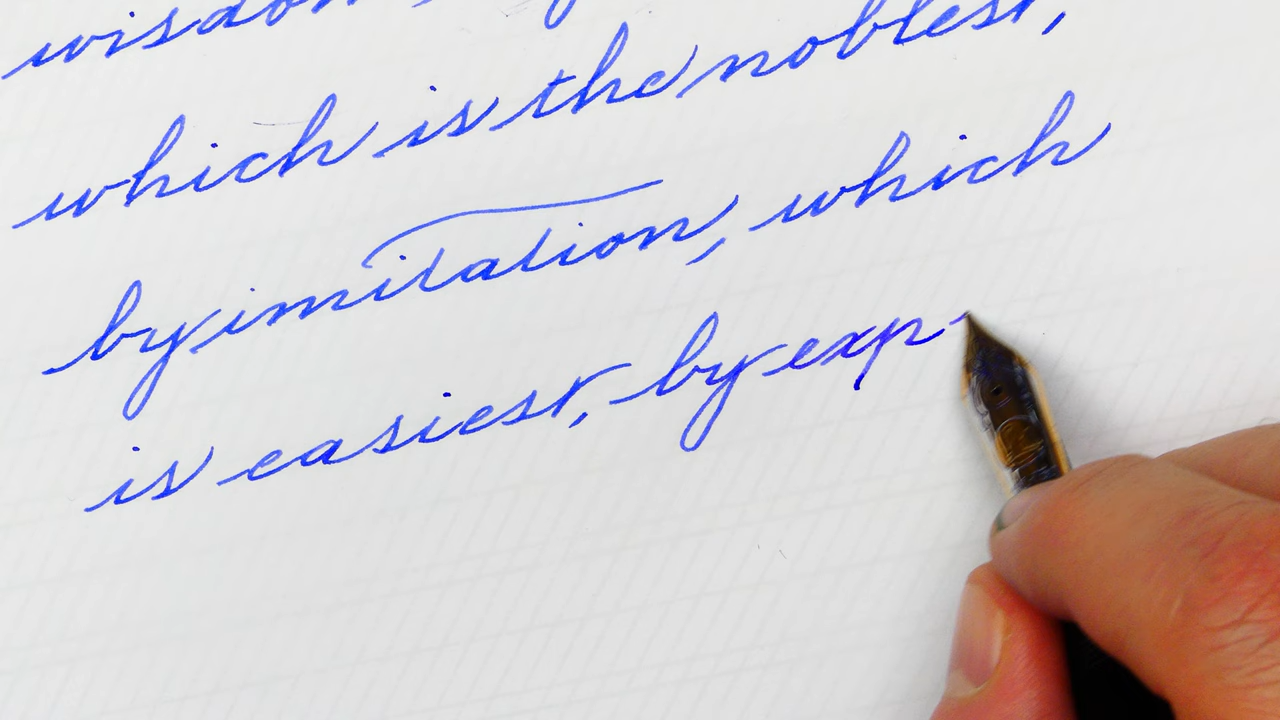 wisdom
which is the noblest,
by imitation, which
is easiest, by exp